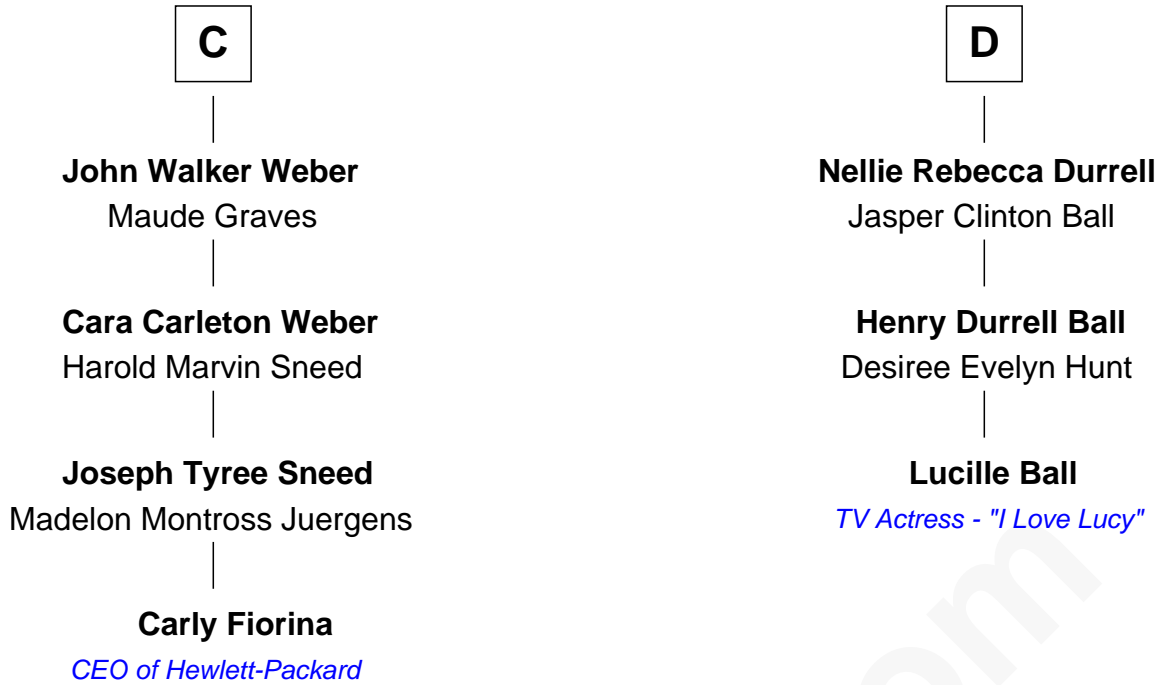 C
John Walker Weber
Maude Graves
Cara Carleton Weber
Harold Marvin Sneed
Joseph Tyree Sneed
Madelon Montross Juergens
Carly Fiorina
CEO of Hewlett-Packard
D
Nellie Rebecca Durrell
Jasper Clinton Ball
Henry Durrell Ball
Desiree Evelyn Hunt
Lucille Ball
TV Actress - "I Love Lucy"
om